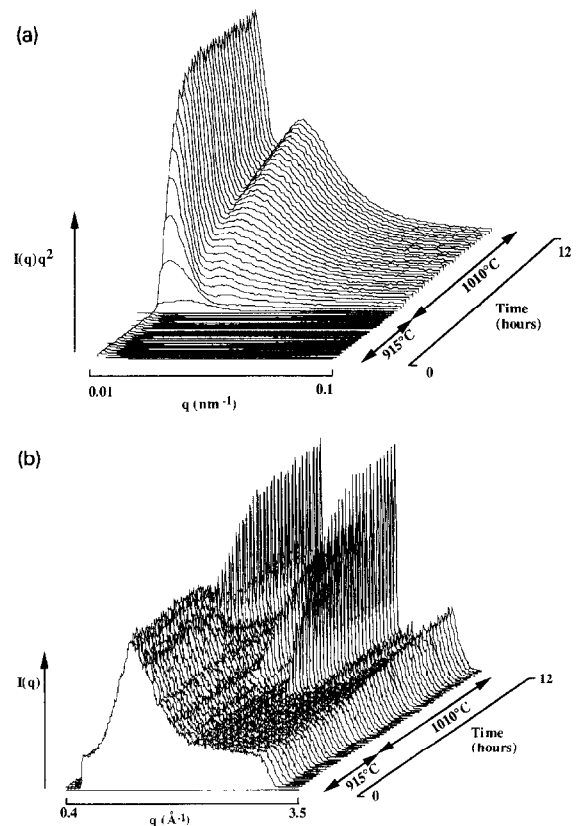 (a)
I(q)q²
1010°C
12
Time
(hours)
915°C
0
0.01
0.1
q (nm⁻¹)
(b)
I(q)
1010°C
12
Time
(hours)
915°C
0
0.4
3.5
q (Å⁻¹)